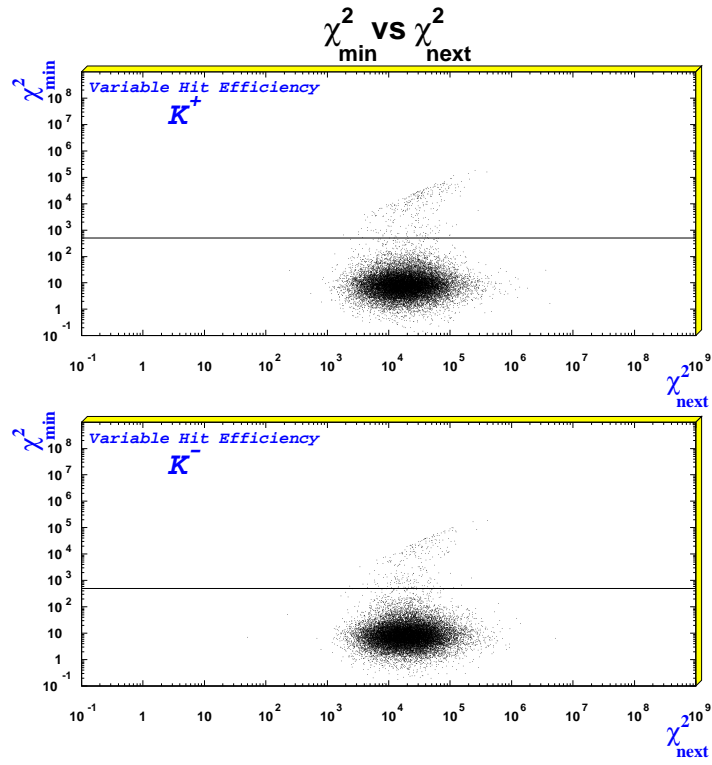 χ²min vs χ²next
χ²min
Variable Hit Efficiency
K⁺
10⁸
10⁷
10⁶
10⁵
10⁴
10³
10²
10
1
10⁻¹
10⁻¹ 1 10 10² 10³ 10⁴ 10⁵ 10⁶ 10⁷ 10⁸ 10⁹
χ²next
χ²min
Variable Hit Efficiency
K⁻
10⁸
10⁷
10⁶
10⁵
10⁴
10³
10²
10
1
10⁻¹
10⁻¹ 1 10 10² 10³ 10⁴ 10⁵ 10⁶ 10⁷ 10⁸ 10⁹
χ²next